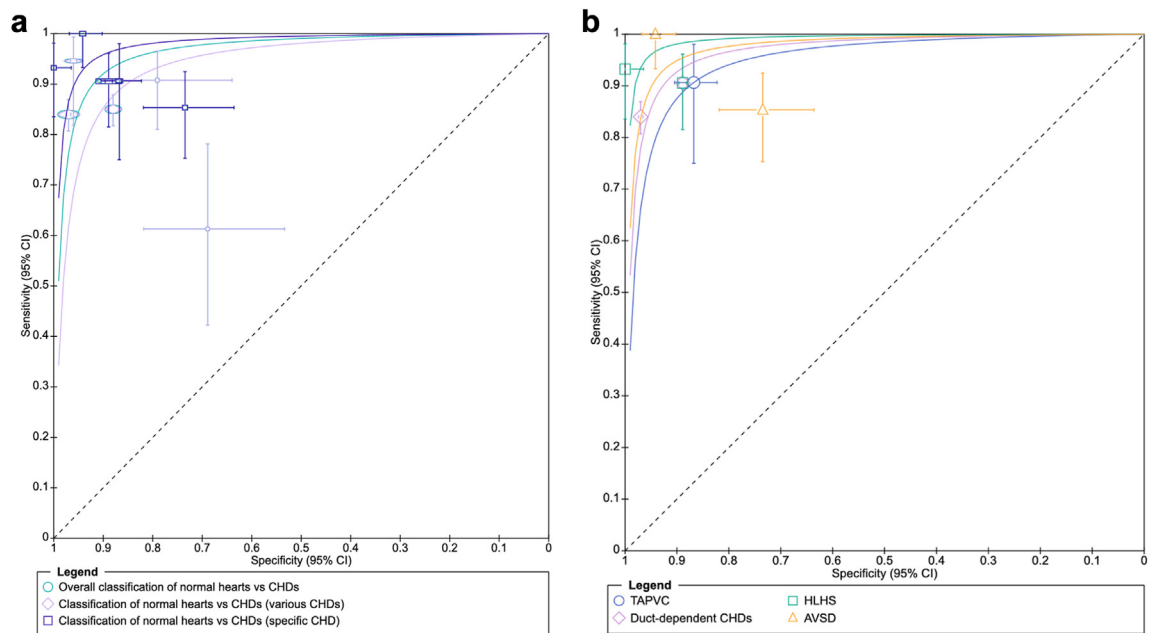 a
1
0.9
0.8
0.7
0.6
0.5
0.4
0.3
0.2
0.1
0
Sensitivity (95% CI)
1 0.9 0.8 0.7 0.6 0.5 0.4 0.3 0.2 0.1 0
Specificity (95% CI)
Legend
Overall classification of normal hearts vs CHDs
Classification of normal hearts vs CHDs (various CHDs)
Classification of normal hearts vs CHDs (specific CHD)
b
1
0.9
0.8
0.7
0.6
0.5
0.4
0.3
0.2
0.1
0
Sensitivity (95% CI)
1 0.9 0.8 0.7 0.6 0.5 0.4 0.3 0.2 0.1 0
Specificity (95% CI)
Legend
TAPVC HLHS
Duct-dependent CHDs AVSD